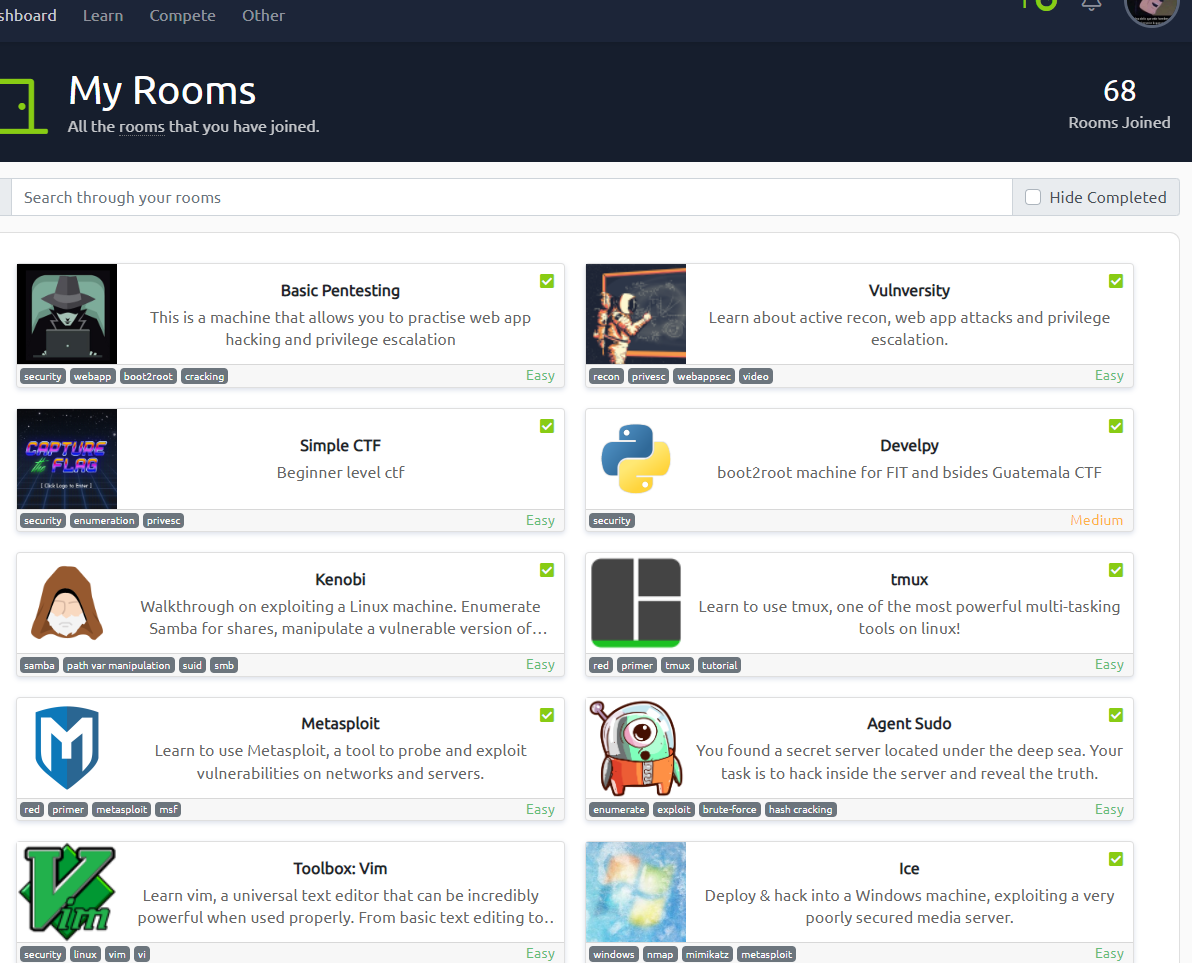 shboard Learn Compete Other
My Rooms
All the rooms that you have joined.
68
Rooms Joined
Search through your rooms
Hide Completed
Basic Pentesting
This is a machine that allows you to practise web app
hacking and privilege escalation
security webapp boot2root cracking Easy
Vulnversity
Learn about active recon, web app attacks and privilege
escalation.
recon privesc webappsec video Easy
CAPTURE
the FLAG
[ Click Logo to Enter ]
Simple CTF
Beginner level ctf
security enumeration privesc Easy
Develpy
boot2root machine for FIT and bsides Guatemala CTF
security Medium
Kenobi
Walkthrough on exploiting a Linux machine. Enumerate
Samba for shares, manipulate a vulnerable version of…
samba path var manipulation suid smb Easy
tmux
Learn to use tmux, one of the most powerful multi-tasking
tools on linux!
red primer tmux tutorial Easy
Metasploit
Learn to use Metasploit, a tool to probe and exploit
vulnerabilities on networks and servers.
red primer metasploit msf Easy
Agent Sudo
You found a secret server located under the deep sea. Your
task is to hack inside the server and reveal the truth.
enumerate exploit brute-force hash cracking Easy
Vim
Toolbox: Vim
Learn vim, a universal text editor that can be incredibly
powerful when used properly. From basic text editing to..
security linux vim vi Easy
Ice
Deploy & hack into a Windows machine, exploiting a very
poorly secured media server.
windows nmap mimikatz metasploit Easy